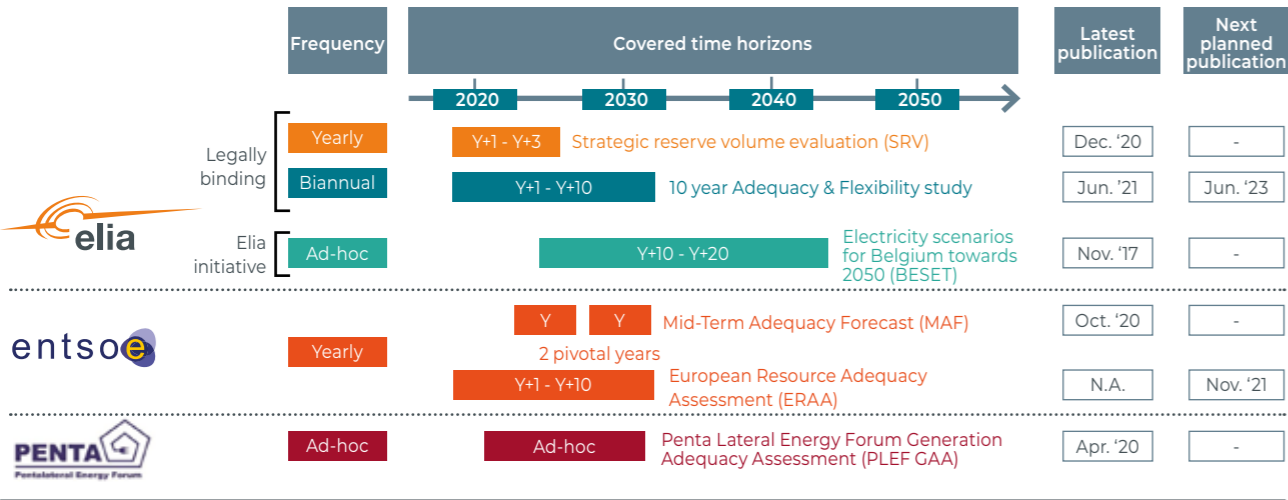 Frequency
Covered time horizons
Latest
publication
Next
planned
publication
2020
2030
2040
2050
Legally
binding
Yearly
Y+1 - Y+3
Strategic reserve volume evaluation (SRV)
Dec. ‘20
-
Biannual
Y+1 - Y+10
10 year Adequacy & Flexibility study
Jun. ‘21
Jun. ‘23
elia
Elia
initiative
Ad-hoc
Y+10 - Y+20
Electricity scenarios
for Belgium towards
2050 (BESET)
Nov. ‘17
-
entsoe
Yearly
Y
Y
Mid-Term Adequacy Forecast (MAF)
Oct. ‘20
-
2 pivotal years
Y+1 - Y+10
European Resource Adequacy
Assessment (ERAA)
N.A.
Nov. ‘21
PENTA
Pentalateral Energy Forum
Ad-hoc
Ad-hoc
Penta Lateral Energy Forum Generation
Adequacy Assessment (PLEF GAA)
Apr. ‘20
-